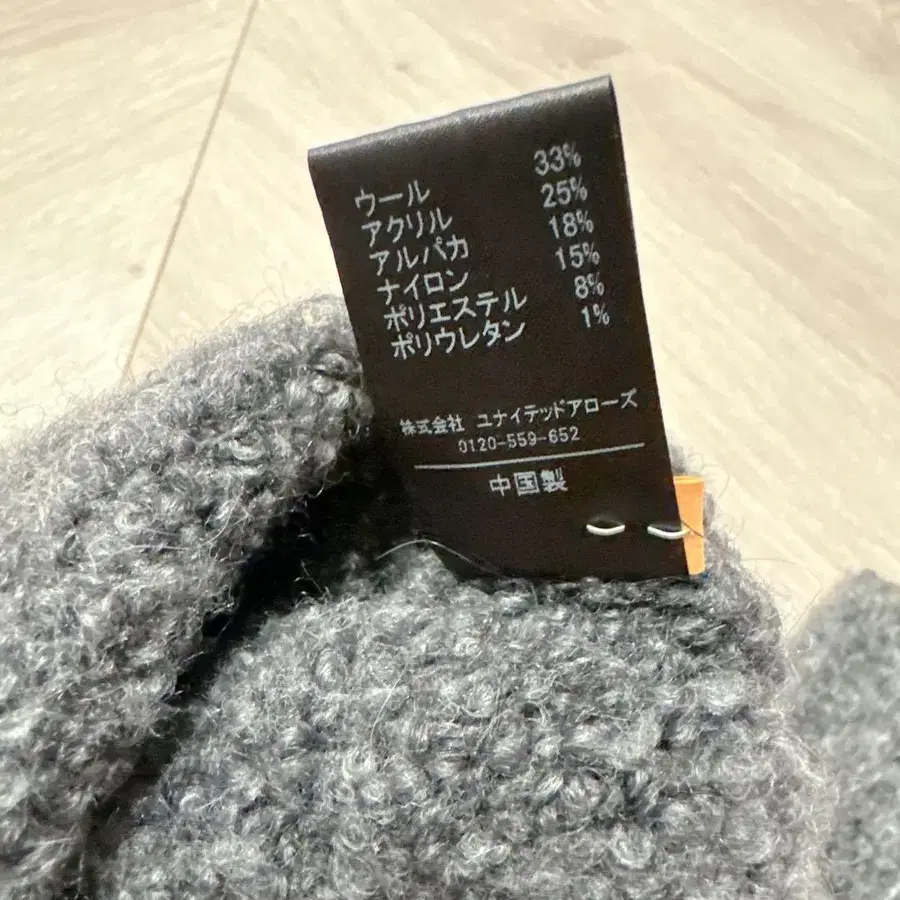 ウール 33%
アクリル 25%
アルパカ 18%
ナイロン 15%
ポリエステル 8%
ポリウレタン 1%
株式会社 ユナイテッドアローズ
0120-559-652
中国製